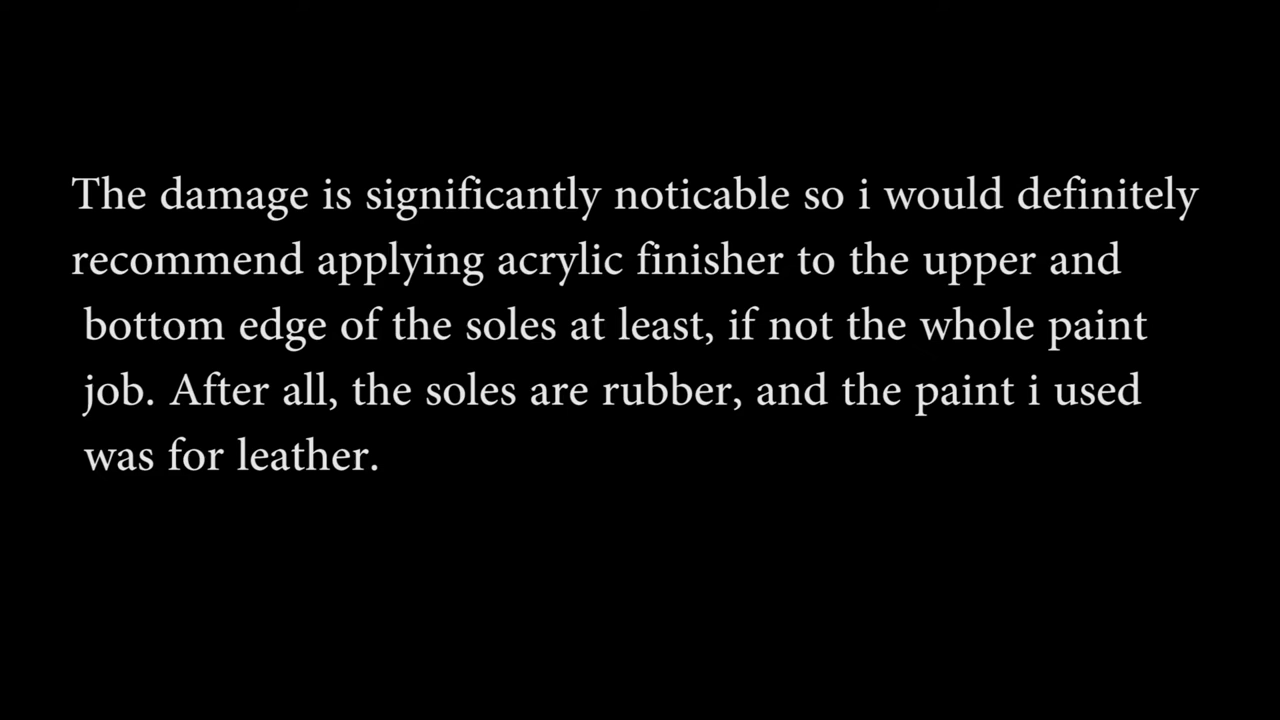 The damage is significantly noticable so i would definitely
recommend applying acrylic finisher to the upper and
bottom edge of the soles at least, if not the whole paint
job. After all, the soles are rubber, and the paint i used
was for leather.